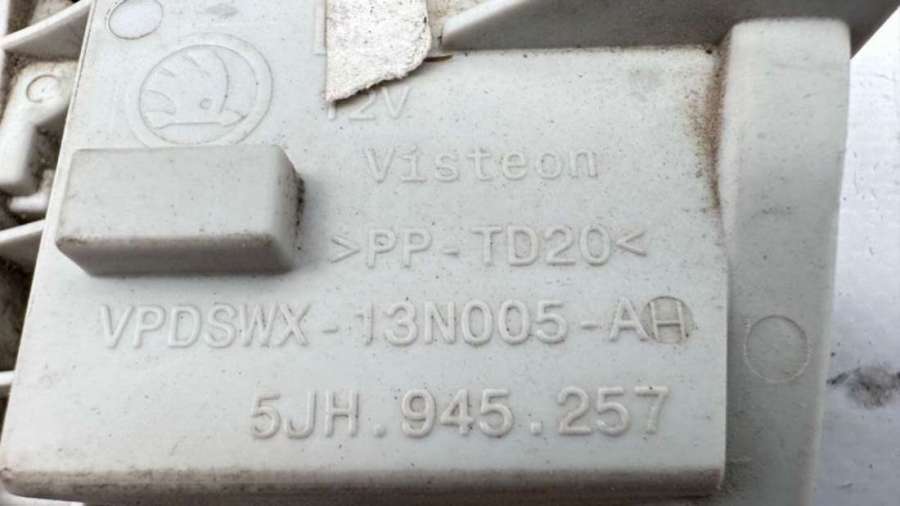 12V
Visteon
>PP-TD20<
VPDSWX-13N005-AH
5JH.945.257